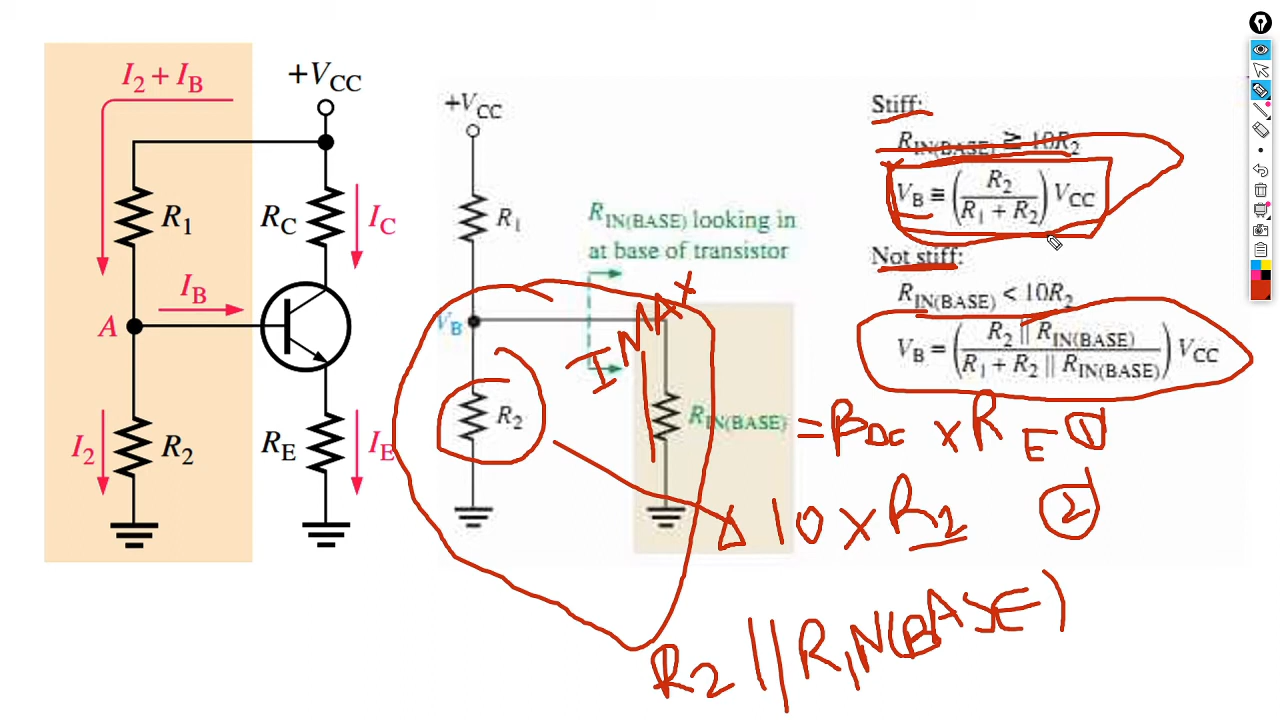 I2 + IB
+VCC
R1
RC
IC
IB
A
I2
R2
RE
IE
+VCC
R1
RIN(BASE) looking in
at base of transistor
VB
R2
RIN(BASE)
= βDC × RE 1
10 × R2 2
R2 || RIN(BASE)
Stiff:
RIN(BASE) ≥ 10R2
VB ≅ (R2 / R1 + R2) VCC
Not stiff:
RIN(BASE) < 10R2
VB = (R2 || RIN(BASE) / R1 + R2 || RIN(BASE)) VCC